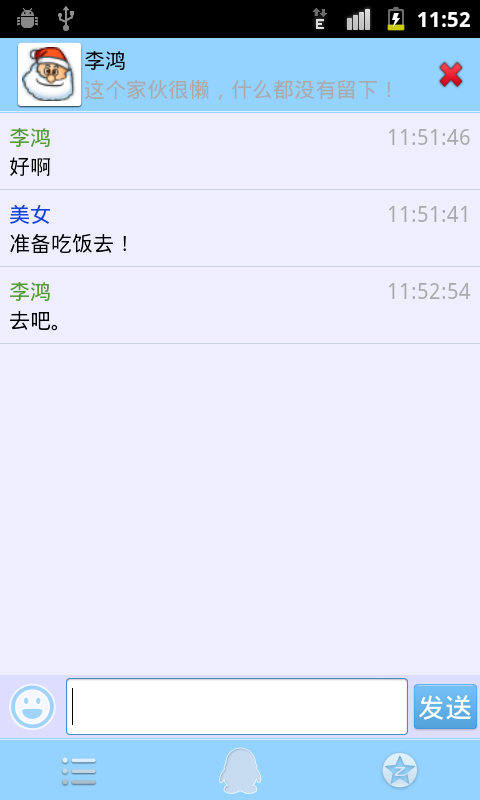 E 11:52
李鸿
这个家伙很懒，什么都没有留下！
李鸿 11:51:46
好啊
美女 11:51:41
准备吃饭去！
李鸿 11:52:54
去吧。
发送